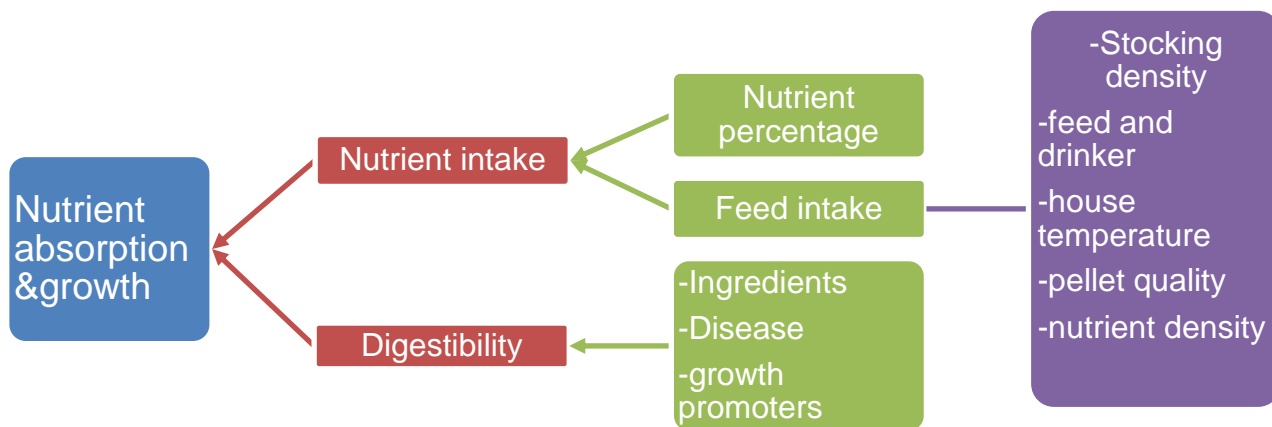 Nutrient
absorption
&growth
Nutrient intake
Digestibility
Nutrient
percentage
Feed intake
-Ingredients
-Disease
-growth
promoters
-Stocking
density
-feed and
drinker
-house
temperature
-pellet quality
-nutrient density